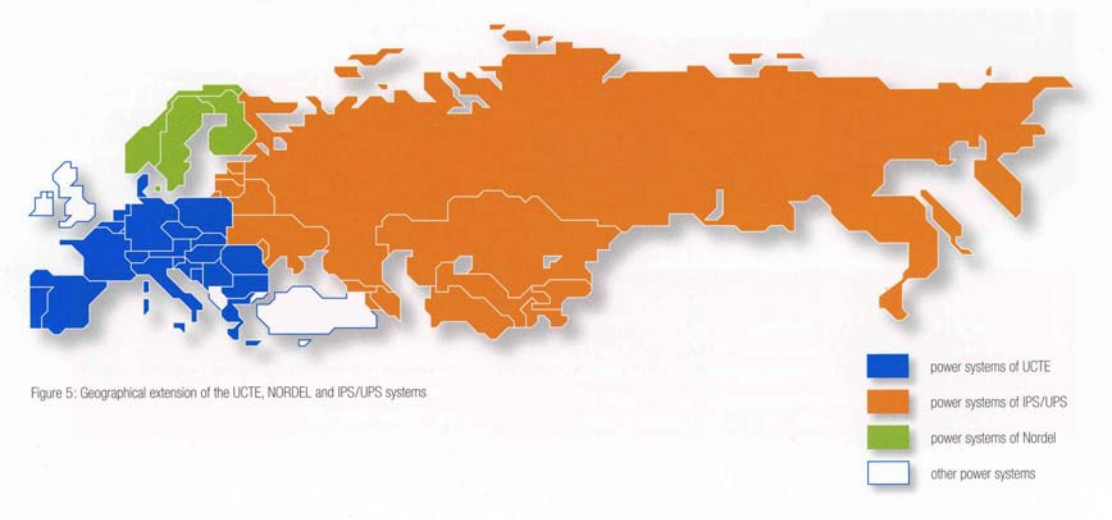 power systems of UCTE
Figure 5: Geographical extension of the UCTE, NORDEL and IPS/UPS systems
power systems of IPS/UPS
power systems of Nordel
other power systems